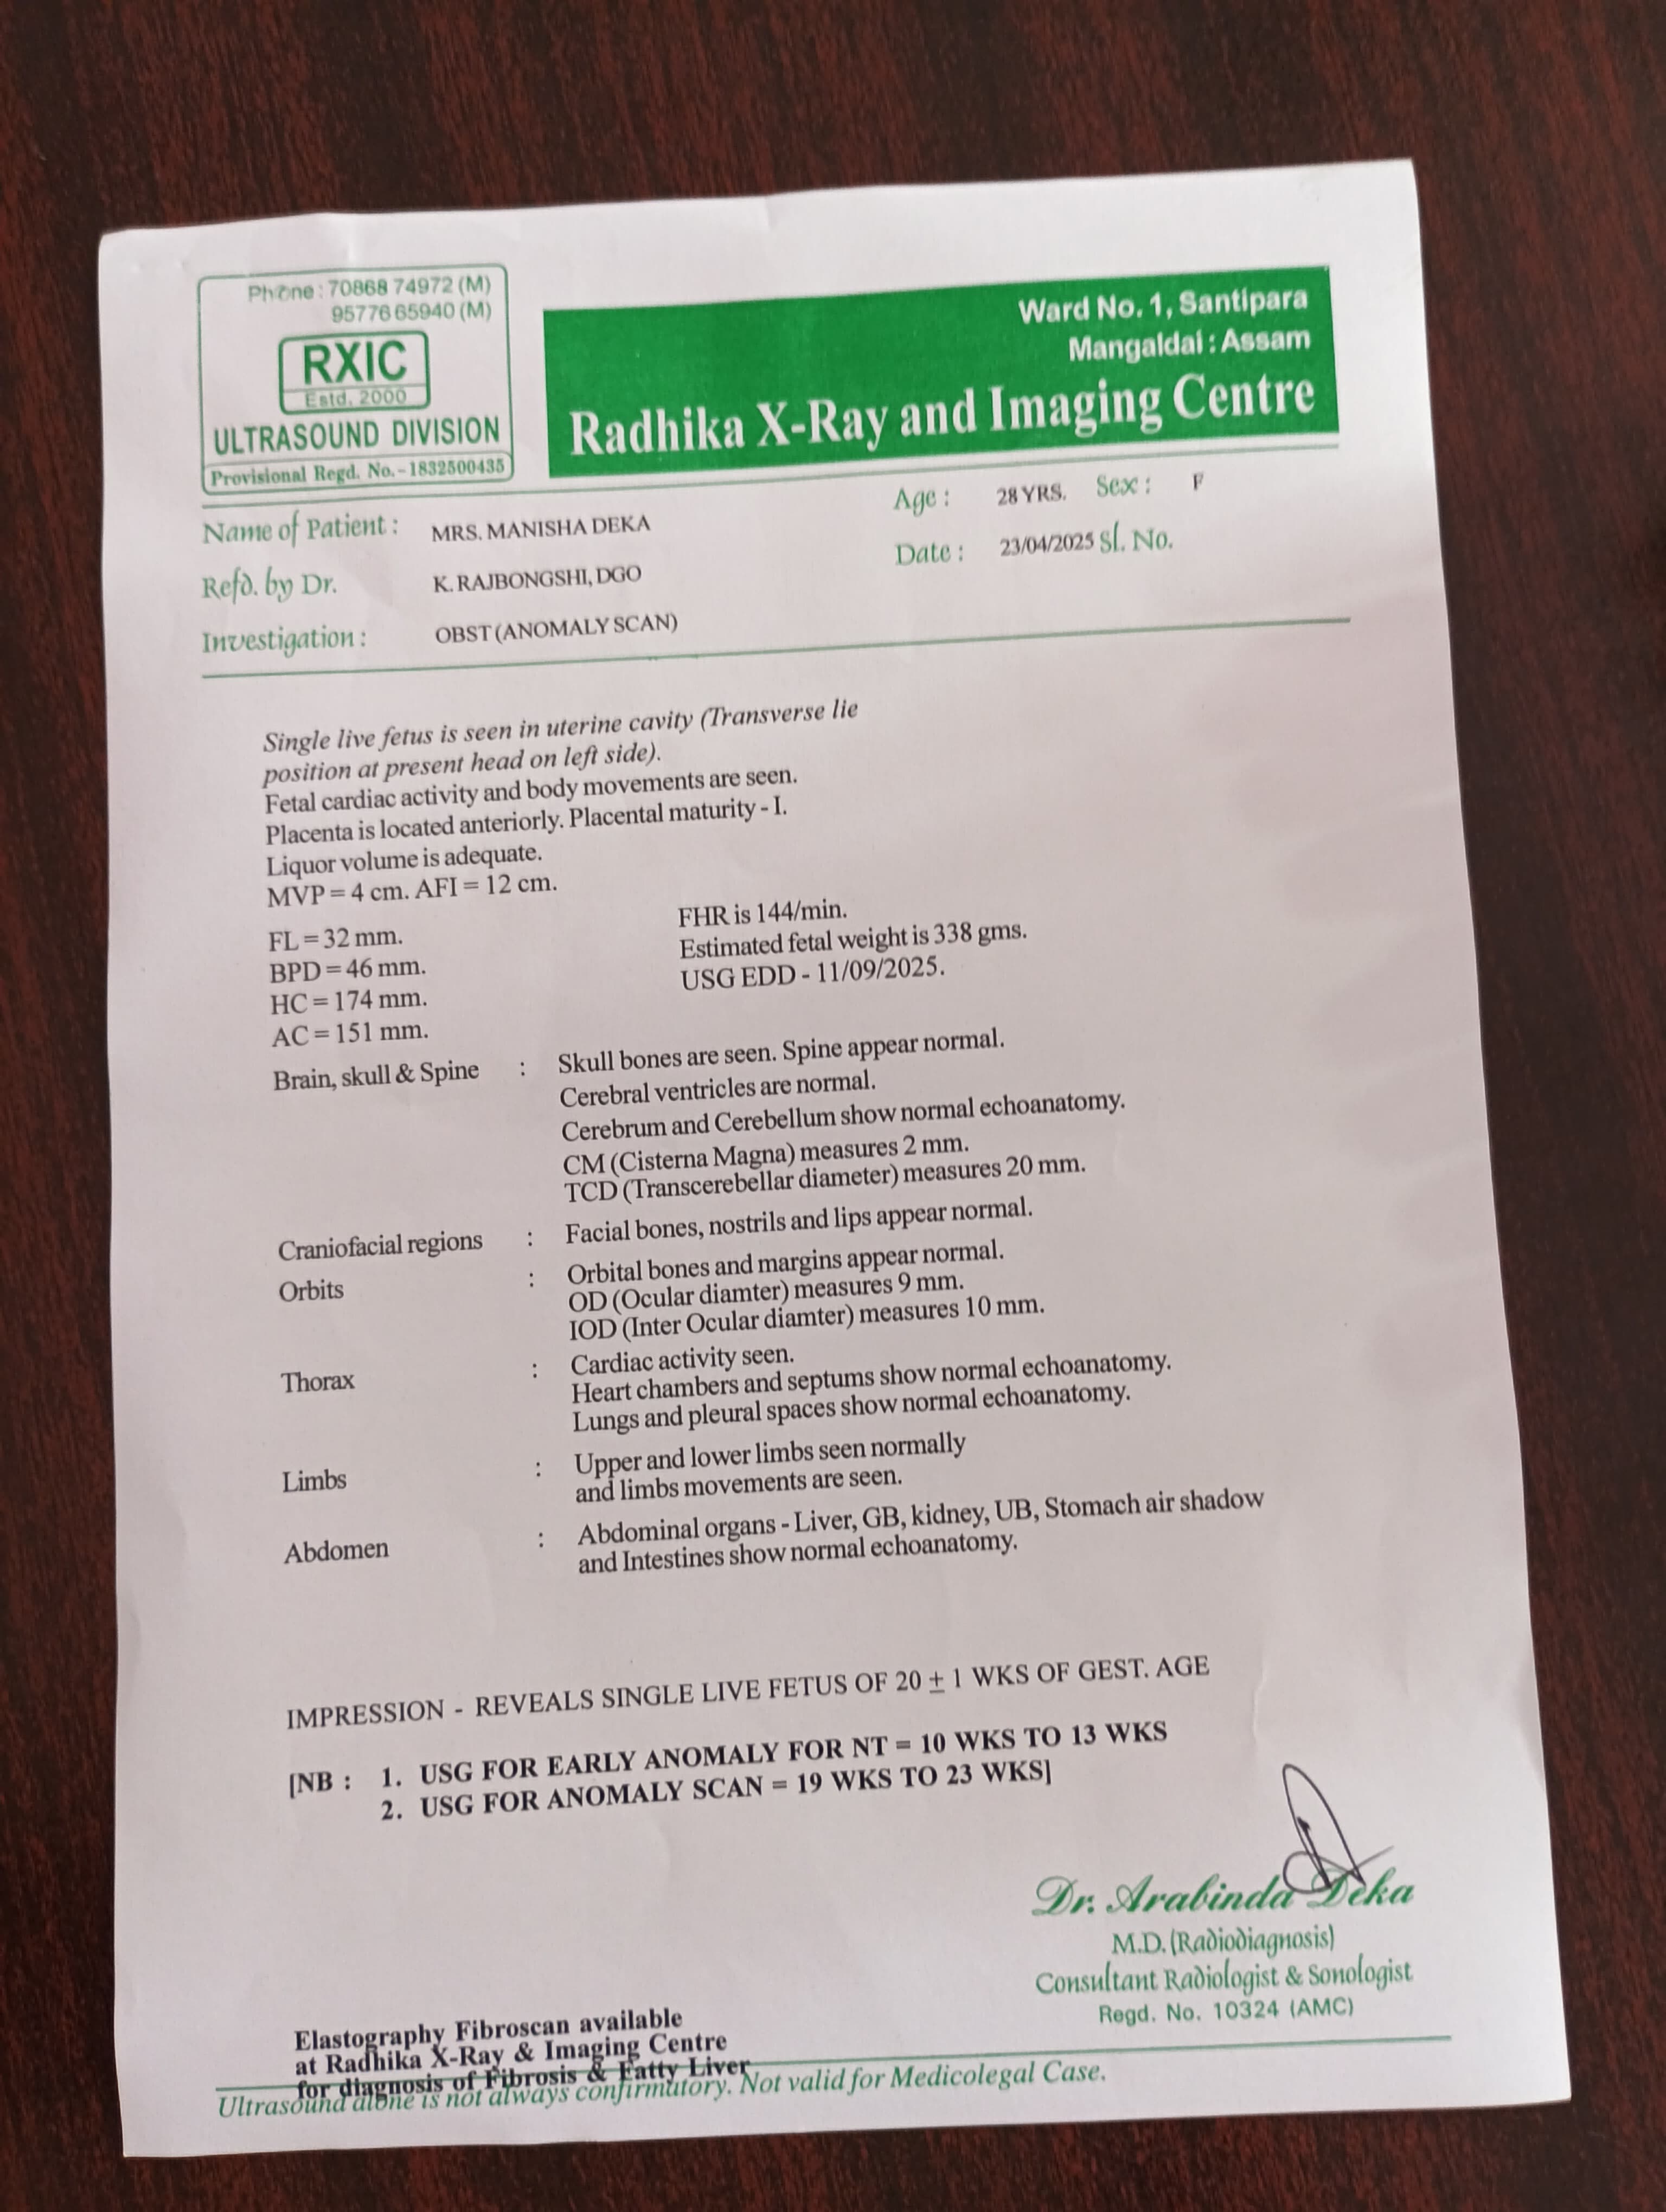 Phone : 70868 74972 (M)
95776 65940 (M)
RXIC
Estd. 2000
ULTRASOUND DIVISION
Provisional Regd. No. - 1832500435
Ward No. 1, Santipara
Mangaldai : Assam
Radhika X-Ray and Imaging Centre
Name of Patient : MRS. MANISHA DEKA Age : 28 YRS. Sex : F
Refd. by Dr. K. RAJBONGSHI, DGO Date : 23/04/2025 Sl. No.
Investigation : OBST (ANOMALY SCAN)
Single live fetus is seen in uterine cavity (Transverse lie
position at present head on left side).
Fetal cardiac activity and body movements are seen.
Placenta is located anteriorly. Placental maturity - I.
Liquor volume is adequate.
MVP = 4 cm. AFI = 12 cm.
FL = 32 mm. FHR is 144/min.
BPD = 46 mm. Estimated fetal weight is 338 gms.
HC = 174 mm. USG EDD - 11/09/2025.
AC = 151 mm.
Brain, skull & Spine : Skull bones are seen. Spine appear normal.
Cerebral ventricles are normal.
Cerebrum and Cerebellum show normal echoanatomy.
CM (Cisterna Magna) measures 2 mm.
TCD (Transcerebellar diameter) measures 20 mm.
Craniofacial regions : Facial bones, nostrils and lips appear normal.
Orbits : Orbital bones and margins appear normal.
OD (Ocular diamter) measures 9 mm.
IOD (Inter Ocular diamter) measures 10 mm.
Thorax : Cardiac activity seen.
Heart chambers and septums show normal echoanatomy.
Lungs and pleural spaces show normal echoanatomy.
Limbs : Upper and lower limbs seen normally
and limbs movements are seen.
Abdomen : Abdominal organs - Liver, GB, kidney, UB, Stomach air shadow
and Intestines show normal echoanatomy.
IMPRESSION - REVEALS SINGLE LIVE FETUS OF 20 ± 1 WKS OF GEST. AGE
[NB : 1. USG FOR EARLY ANOMALY FOR NT = 10 WKS TO 13 WKS
2. USG FOR ANOMALY SCAN = 19 WKS TO 23 WKS]
Dr. Arabinda Deka
M.D. (Radiodiagnosis)
Consultant Radiologist & Sonologist
Regd. No. 10324 (AMC)
Elastography Fibroscan available
at Radhika X-Ray & Imaging Centre
for diagnosis of Fibrosis & Fatty Liver
Ultrasound alone is not always confirmatory. Not valid for Medicolegal Case.